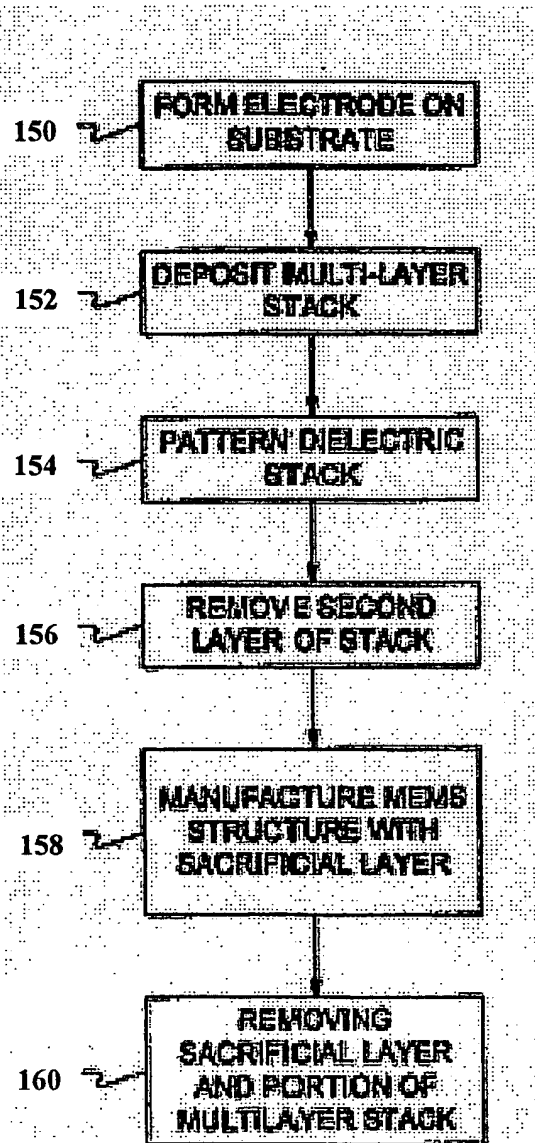 150
FORM ELECTRODE ON
SUBSTRATE
152
DEPOSIT MULTI-LAYER
STACK
154
PATTERN DIELECTRIC
STACK
156
REMOVE SECOND
LAYER OF STACK
158
MANUFACTURE MEMS
STRUCTURE WITH
SACRIFICIAL LAYER
160
REMOVING
SACRIFICIAL LAYER
AND PORTION OF
MULTILAYER STACK